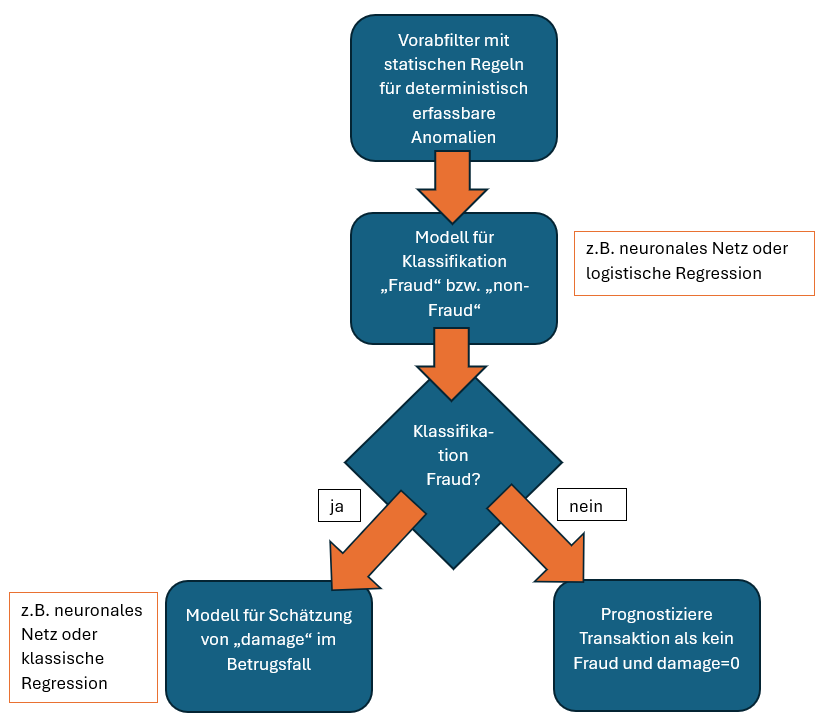 Vorabfilter mit
statischen Regeln
für deterministisch
erfassbare
Anomalien
Modell für
Klassifikation
„Fraud“ bzw. „non-
Fraud“
z.B. neuronales Netz oder
logistische Regression
Klassifika-
tion
Fraud?
ja
nein
z.B. neuronales
Netz oder
klassische
Regression
Modell für Schätzung
von „damage“ im
Betrugsfall
Prognostiziere
Transaktion als kein
Fraud und damage=0